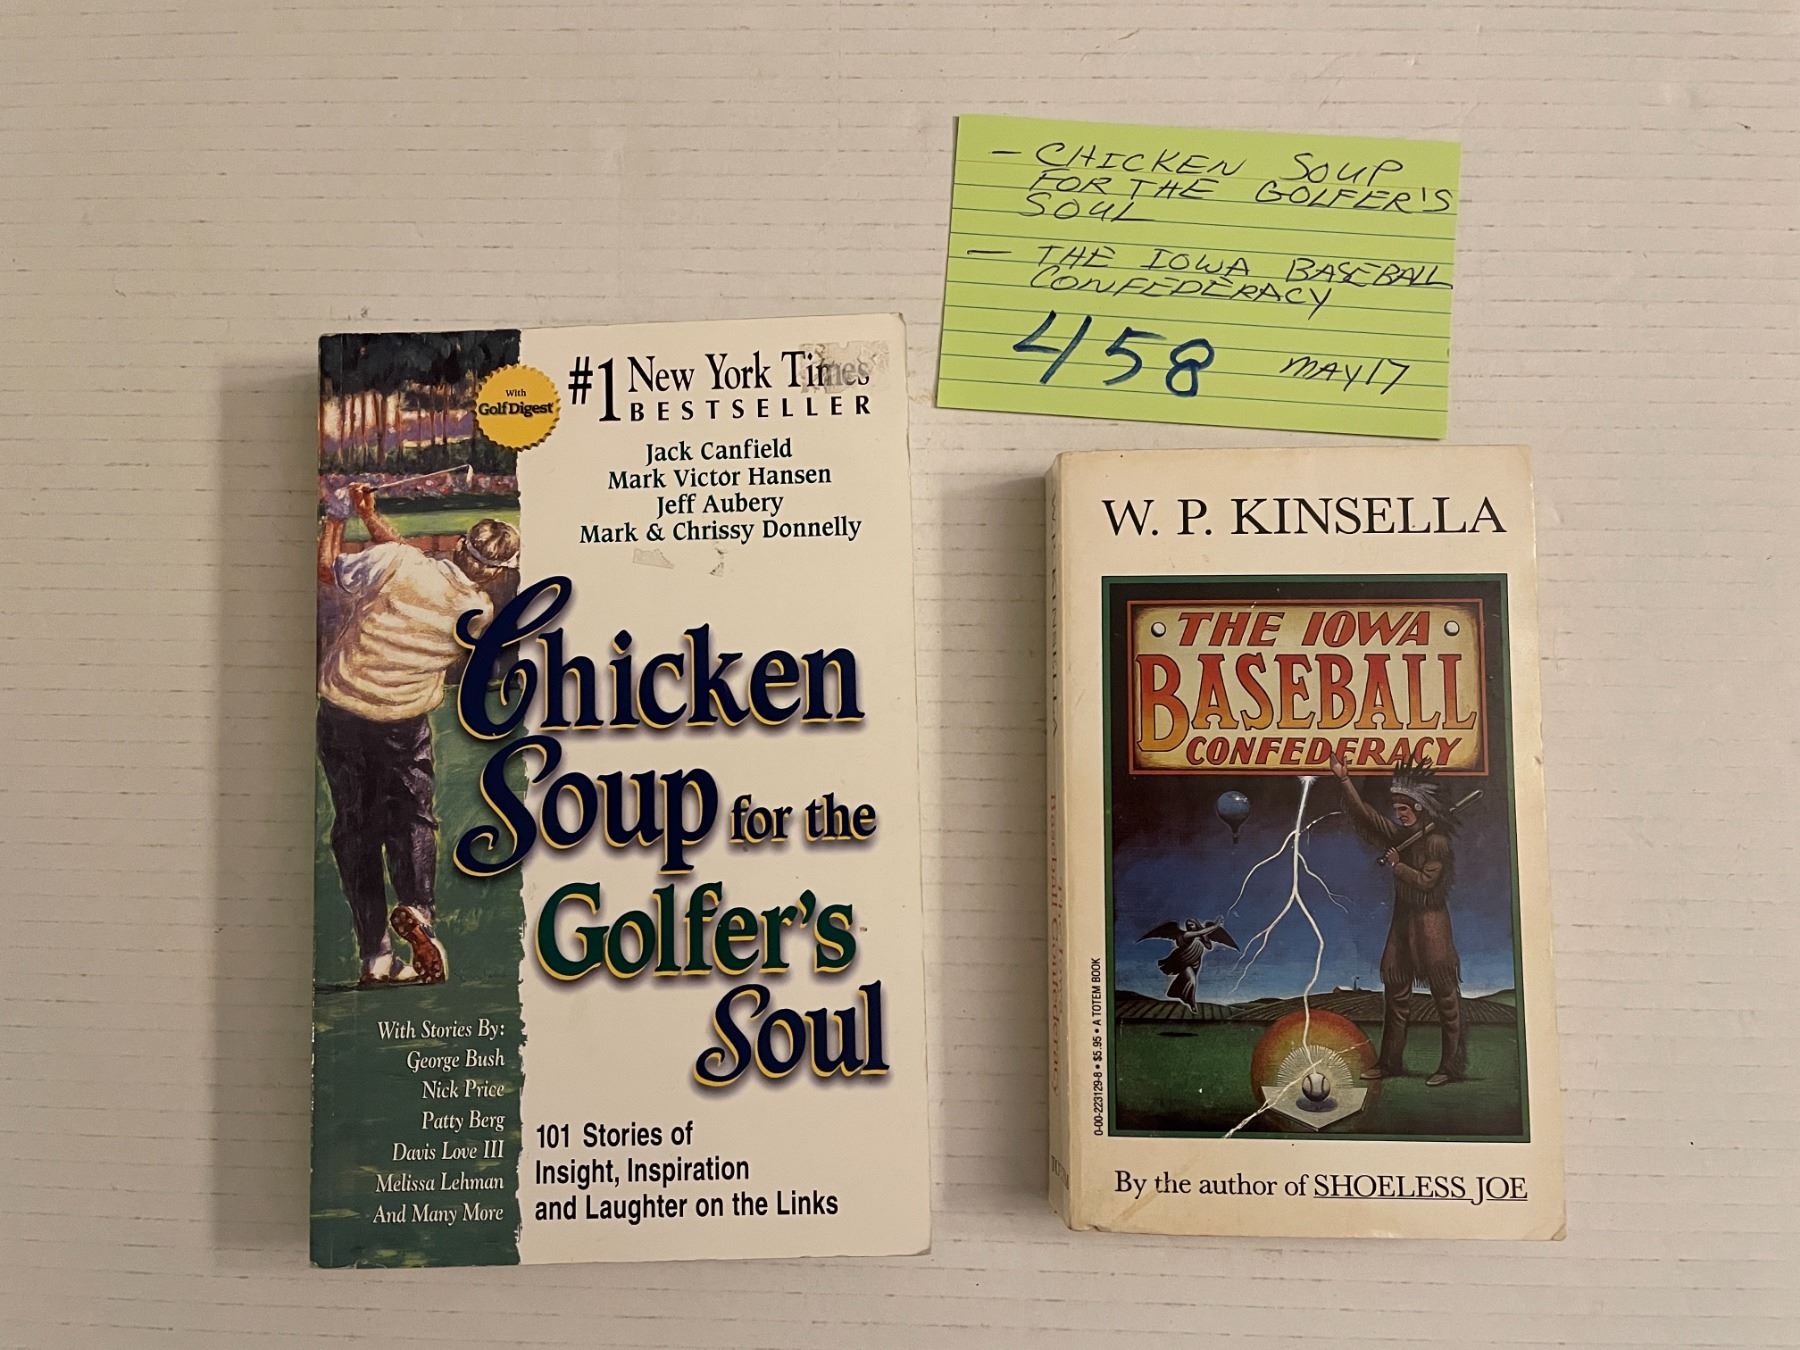 - CHICKEN SOUP
FOR THE GOLFER'S
SOUL
- THE IOWA BASEBALL
CONFEDERACY
458 MAY 17
With
GolfDigest
#1 New York Times
BESTSELLER
Jack Canfield
Mark Victor Hansen
Jeff Aubery
Mark & Chrissy Donnelly
Chicken
Soup for the
Golfer's
Soul
With Stories By:
George Bush
Nick Price
Patty Berg
Davis Love III
Melissa Lehman
And Many More
101 Stories of
Insight, Inspiration
and Laughter on the Links
W. P. KINSELLA
THE IOWA
BASEBALL
CONFEDERACY
0-00-223129-8 • $5.95 • A TOTEM BOOK
By the author of SHOELESS JOE